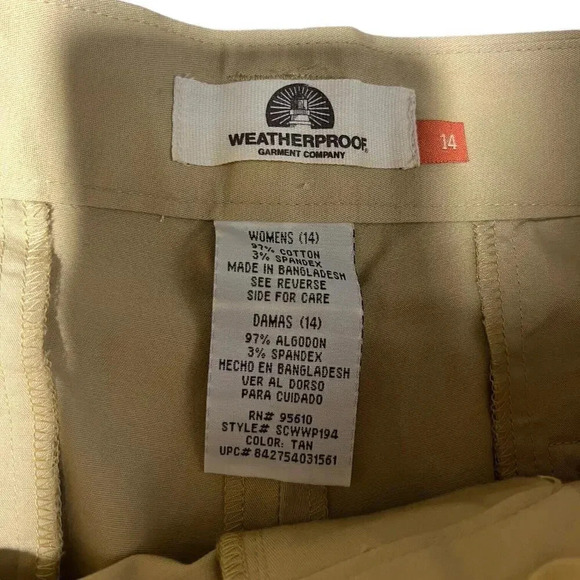 WEATHERPROOF®
GARMENT COMPANY
14
WOMENS (14)
97% COTTON
3% SPANDEX
MADE IN BANGLADESH
SEE REVERSE
SIDE FOR CARE
DAMAS (14)
97% ALGODON
3% SPANDEX
HECHO EN BANGLADESH
VER AL DORSO
PARA CUIDADO
RN# 95610
STYLE# SCWWP194
COLOR: TAN
UPC# 842754031561